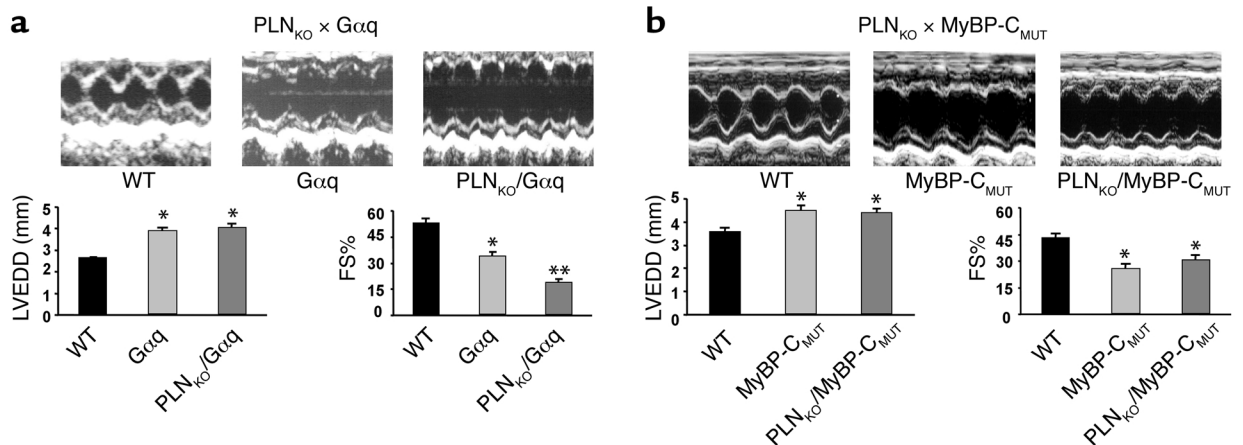 a
PLN_KO × Gαq
WT
Gαq
PLN_KO/Gαq
LVEDD (mm)
5
4
3
2
1
0
WT
Gαq
PLN_KO/Gαq
*
*
FS%
60
30
15
0
WT
Gαq
PLN_KO/Gαq
*
**
b
PLN_KO × MyBP-C_MUT
WT
MyBP-C_MUT
PLN_KO/MyBP-C_MUT
LVEDD (mm)
5
4
3
2
1
0
WT
MyBP-C_MUT
PLN_KO/MyBP-C_MUT
*
*
FS%
60
45
30
15
0
WT
MyBP-C_MUT
PLN_KO/MyBP-C_MUT
*
*